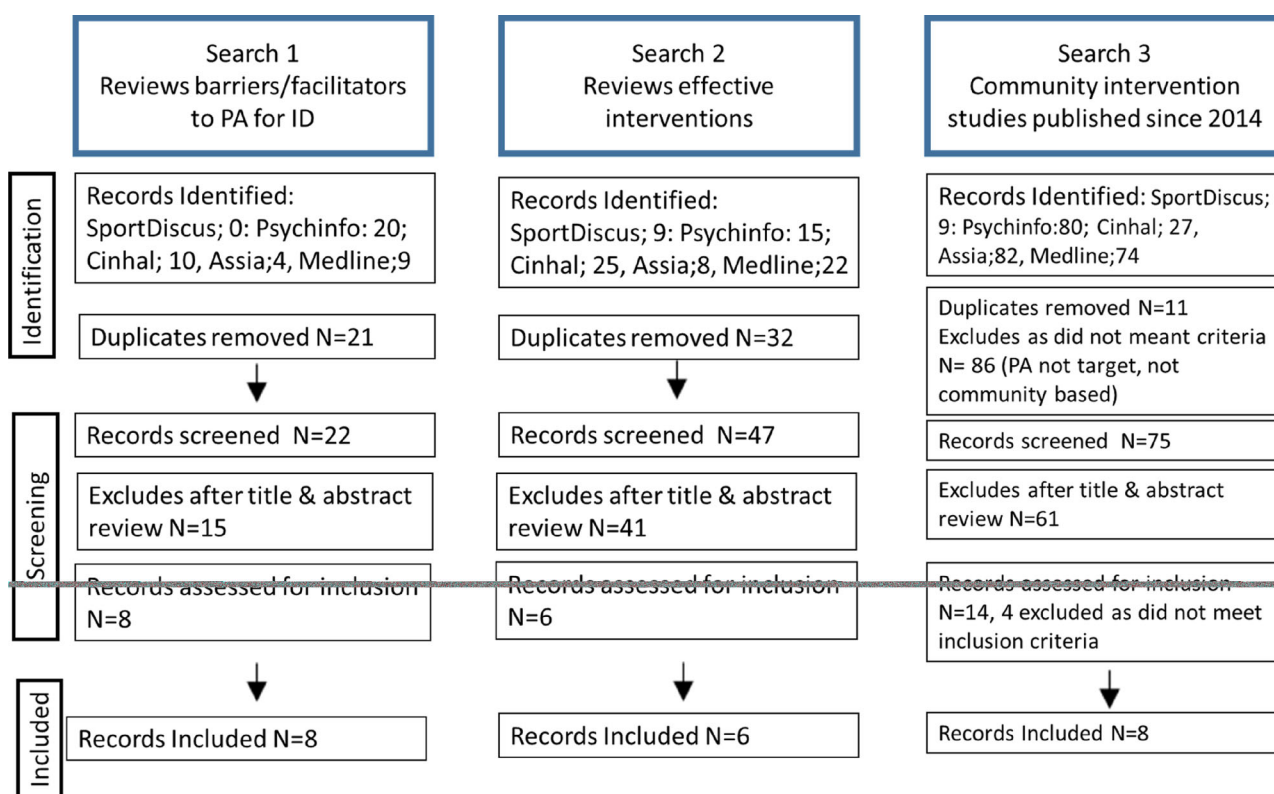 Search 1
Reviews barriers/facilitators
to PA for ID
Search 2
Reviews effective
interventions
Search 3
Community intervention
studies published since 2014
Identification
Records Identified:
SportDiscus; 0: Psychinfo: 20;
Cinhal; 10, Assia;4, Medline;9
Records Identified:
SportDiscus; 9: Psychinfo: 15;
Cinhal; 25, Assia;8, Medline;22
Records Identified: SportDiscus;
9: Psychinfo:80; Cinhal; 27,
Assia;82, Medline;74
Duplicates removed N=21
Duplicates removed N=32
Duplicates removed N=11
Excludes as did not meant criteria
N= 86 (PA not target, not
community based)
Screening
Records screened N=22
Records screened N=47
Records screened N=75
Excludes after title & abstract
review N=15
Excludes after title & abstract
review N=41
Excludes after title & abstract
review N=61
Records assessed for inclusion
N=8
Records assessed for inclusion
N=6
Records assessed for inclusion
N=14, 4 excluded as did not meet
inclusion criteria
Included
Records Included N=8
Records Included N=6
Records Included N=8